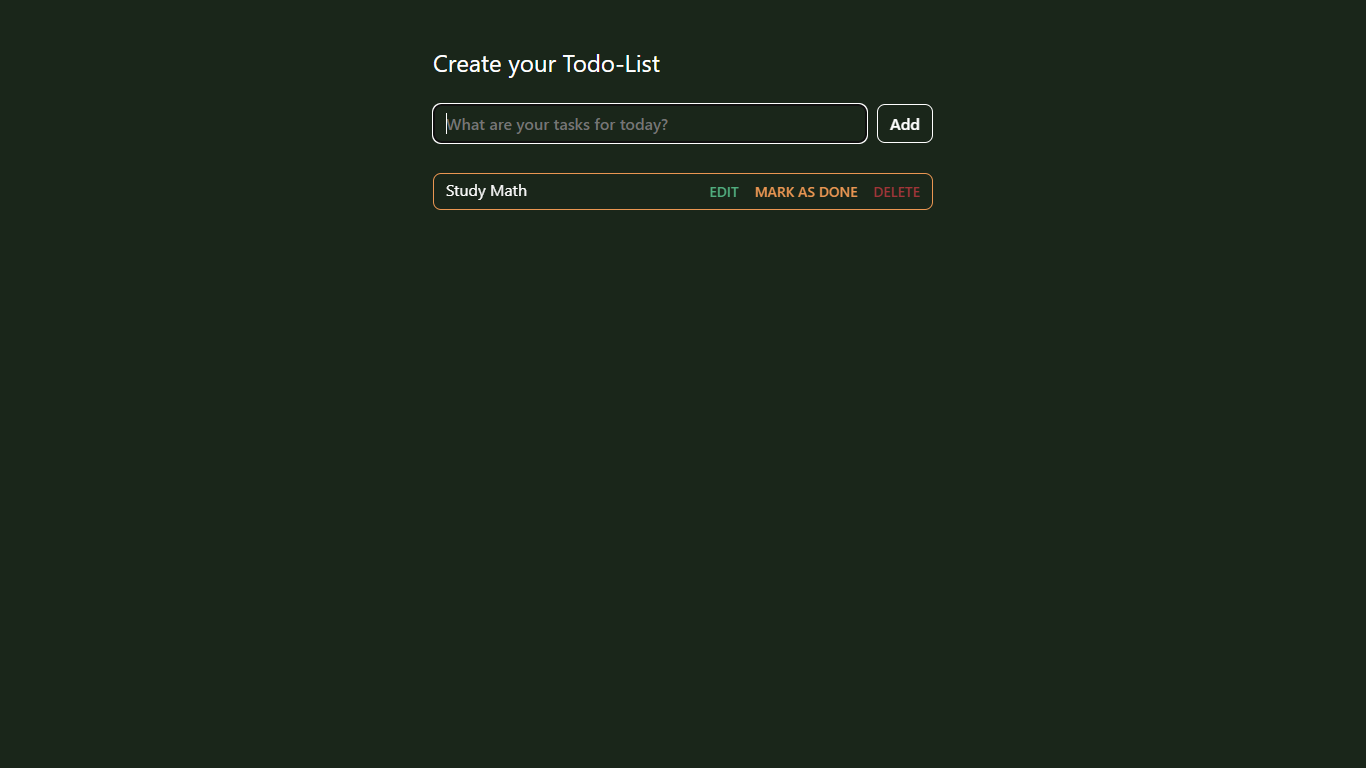 Create your Todo-List
What are your tasks for today?
Add
Study Math
EDIT
MARK AS DONE
DELETE